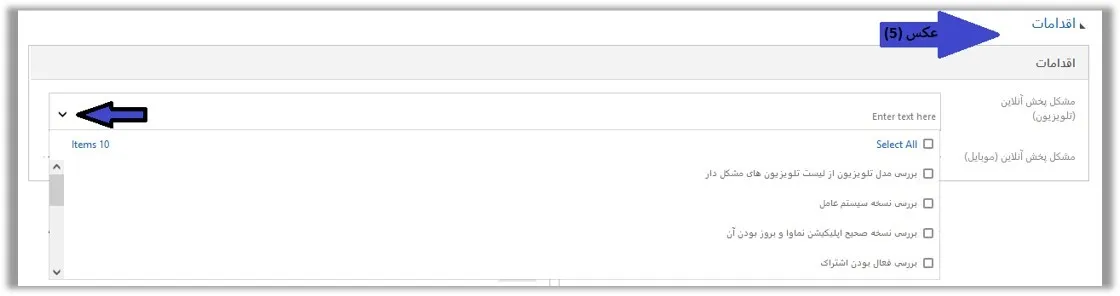 اقدامات
عکس (5)
اقدامات
مشکل پخش آنلاین
(تلویزیون)
Enter text here
Select All
Items 10
مشکل پخش آنلاین (موبایل)
بررسی مدل تلویزیون از لیست تلویزیون های مشکل دار
بررسی نسخه سیستم عامل
بررسی نسخه صحیح اپلیکیشن نماوا و بروز بودن آن
بررسی فعال بودن اشتراک